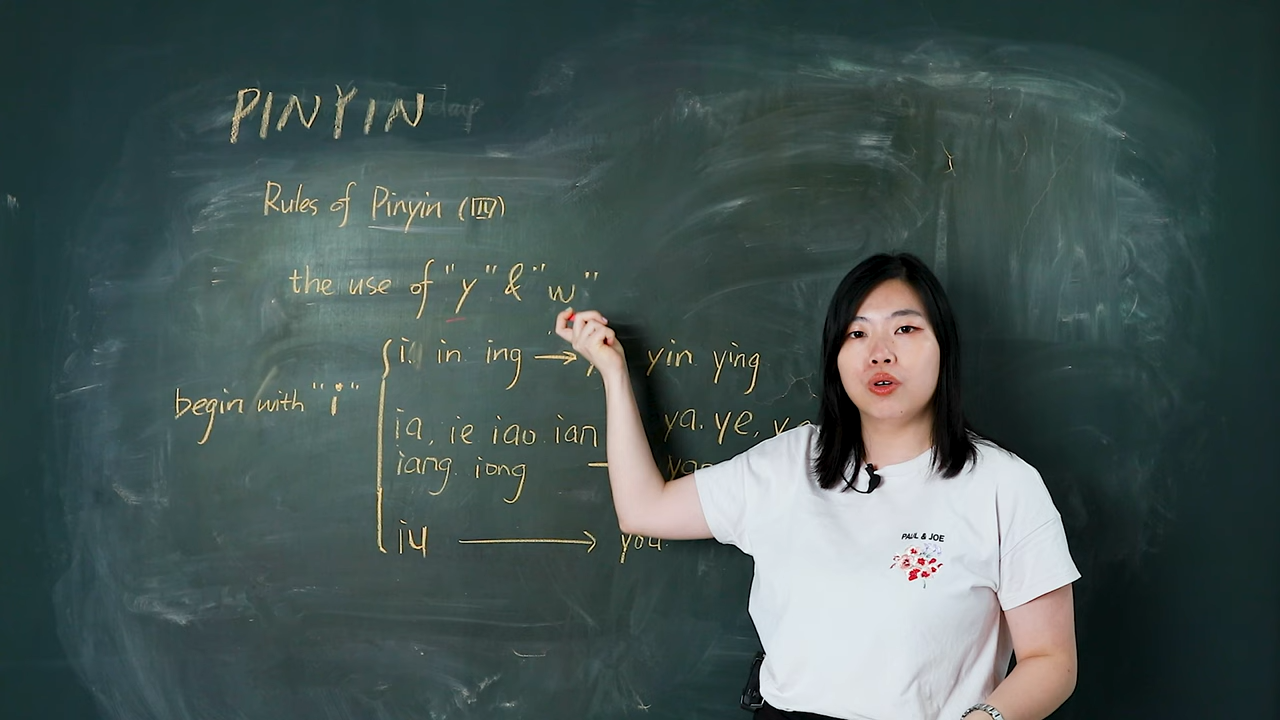 PINYIN
Rules of Pinyin (IV)
the use of "y" & "w"
i in ing → yin ying
begin with "i"
ia, ie iao ian ya. ye,
iang. iong
iu → you.
PAUL & JOE